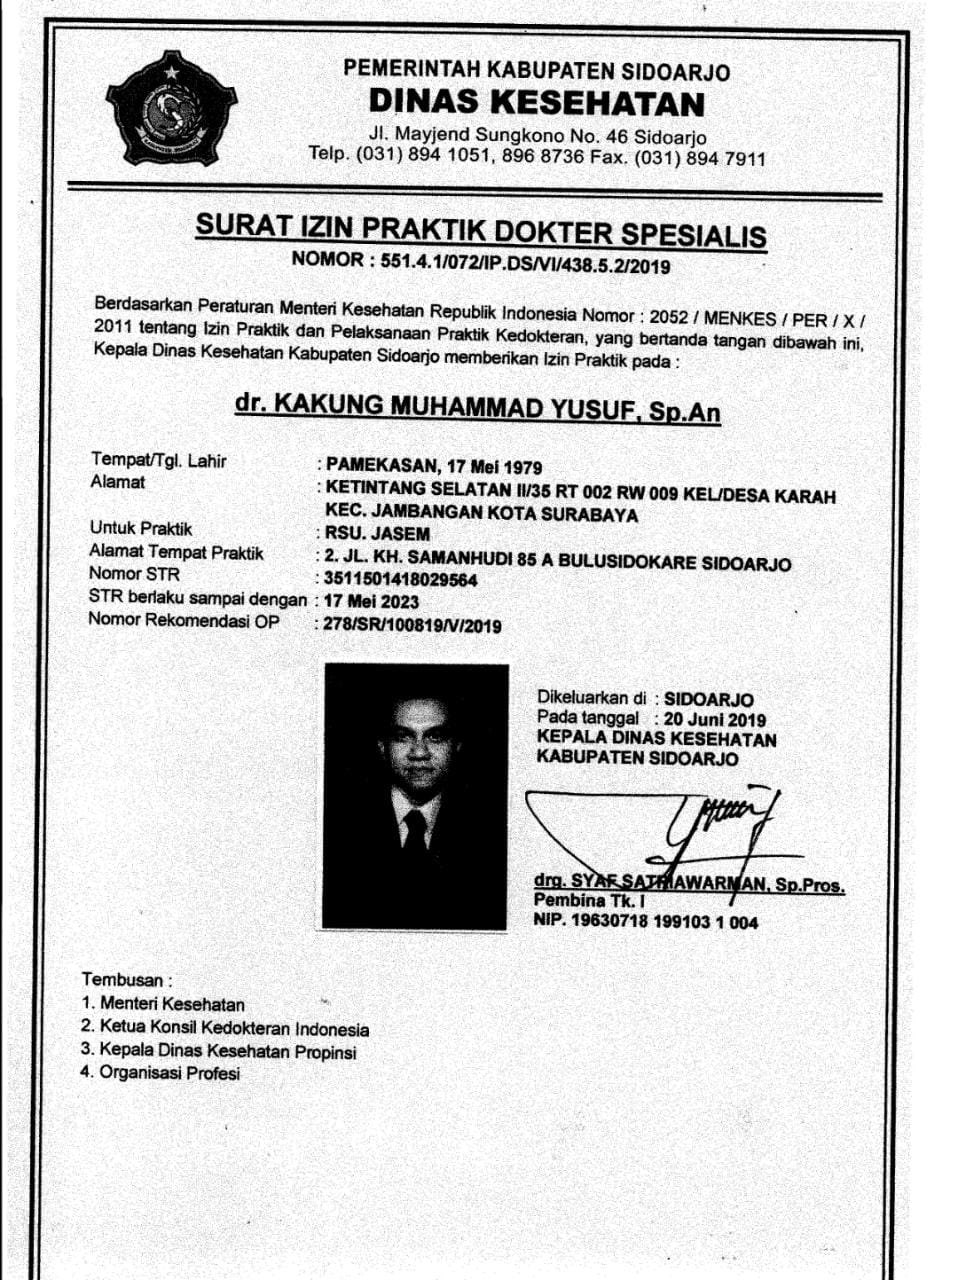 PEMERINTAH KABUPATEN SIDOARJO
DINAS KESEHATAN
Jl. Mayjend Sungkono No. 46 Sidoarjo
Telp. (031) 894 1051, 896 8736 Fax. (031) 894 7911
SURAT IZIN PRAKTIK DOKTER SPESIALIS
NOMOR : 551.4.1/072/IP.DS/VI/438.5.2/2019
Berdasarkan Peraturan Menteri Kesehatan Republik Indonesia Nomor : 2052 / MENKES / PER / X /
2011 tentang Izin Praktik dan Pelaksanaan Praktik Kedokteran, yang bertanda tangan dibawah ini,
Kepala Dinas Kesehatan Kabupaten Sidoarjo memberikan Izin Praktik pada :
dr. KAKUNG MUHAMMAD YUSUF, Sp.An
Tempat/Tgl. Lahir : PAMEKASAN, 17 Mei 1979
Alamat : KETINTANG SELATAN II/35 RT 002 RW 009 KEL/DESA KARAH
KEC. JAMBANGAN KOTA SURABAYA
Untuk Praktik : RSU. JASEM
Alamat Tempat Praktik : 2. JL. KH. SAMANHUDI 85 A BULUSIDOKARE SIDOARJO
Nomor STR : 3511501418029564
STR berlaku sampai dengan : 17 Mei 2023
Nomor Rekomendasi OP : 278/SR/100819/V/2019
Dikeluarkan di : SIDOARJO
Pada tanggal : 20 Juni 2019
KEPALA DINAS KESEHATAN
KABUPATEN SIDOARJO
drg. SYAF SATRIAWARMAN, Sp.Pros.
Pembina Tk. I
NIP. 19630718 199103 1 004
Tembusan :
1. Menteri Kesehatan
2. Ketua Konsil Kedokteran Indonesia
3. Kepala Dinas Kesehatan Propinsi
4. Organisasi Profesi